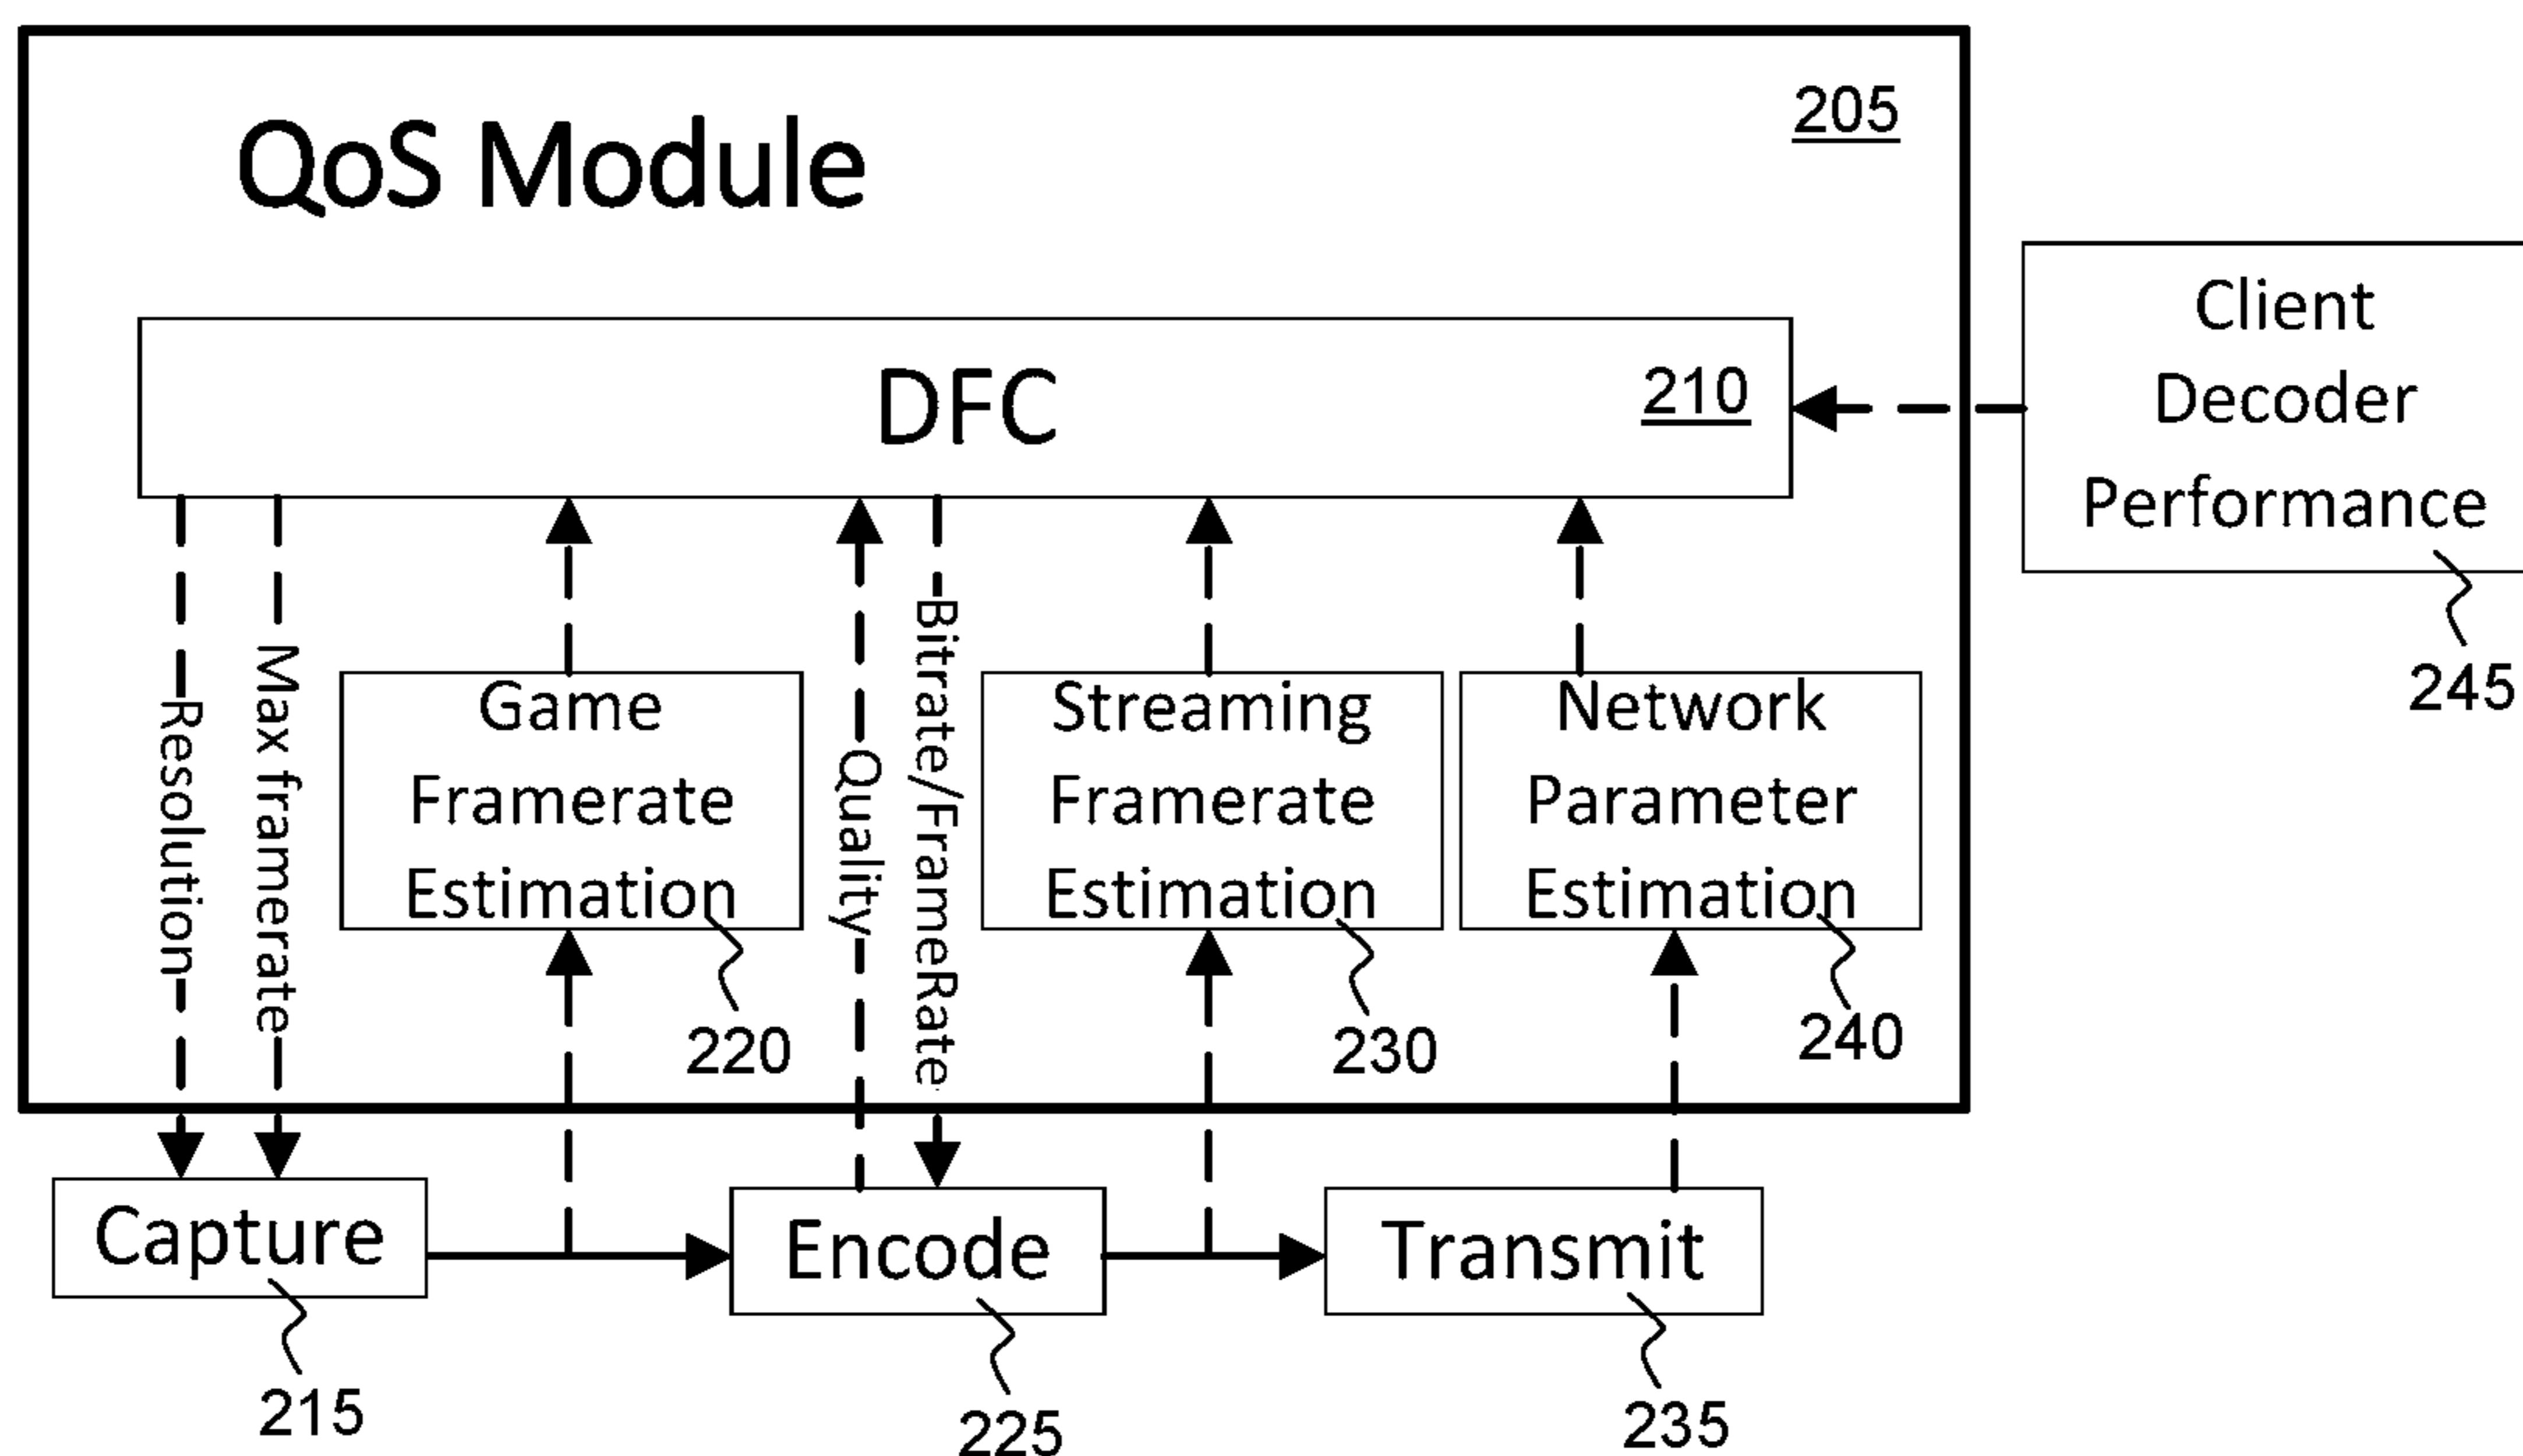 205
QoS Module
DFC
210
Client
Decoder
Performance
245
Resolution
Max framerate
Game
Framerate
Estimation
220
Quality
Bitrate/FrameRate
Streaming
Framerate
Estimation
230
Network
Parameter
Estimation
240
Capture
215
Encode
225
Transmit
235